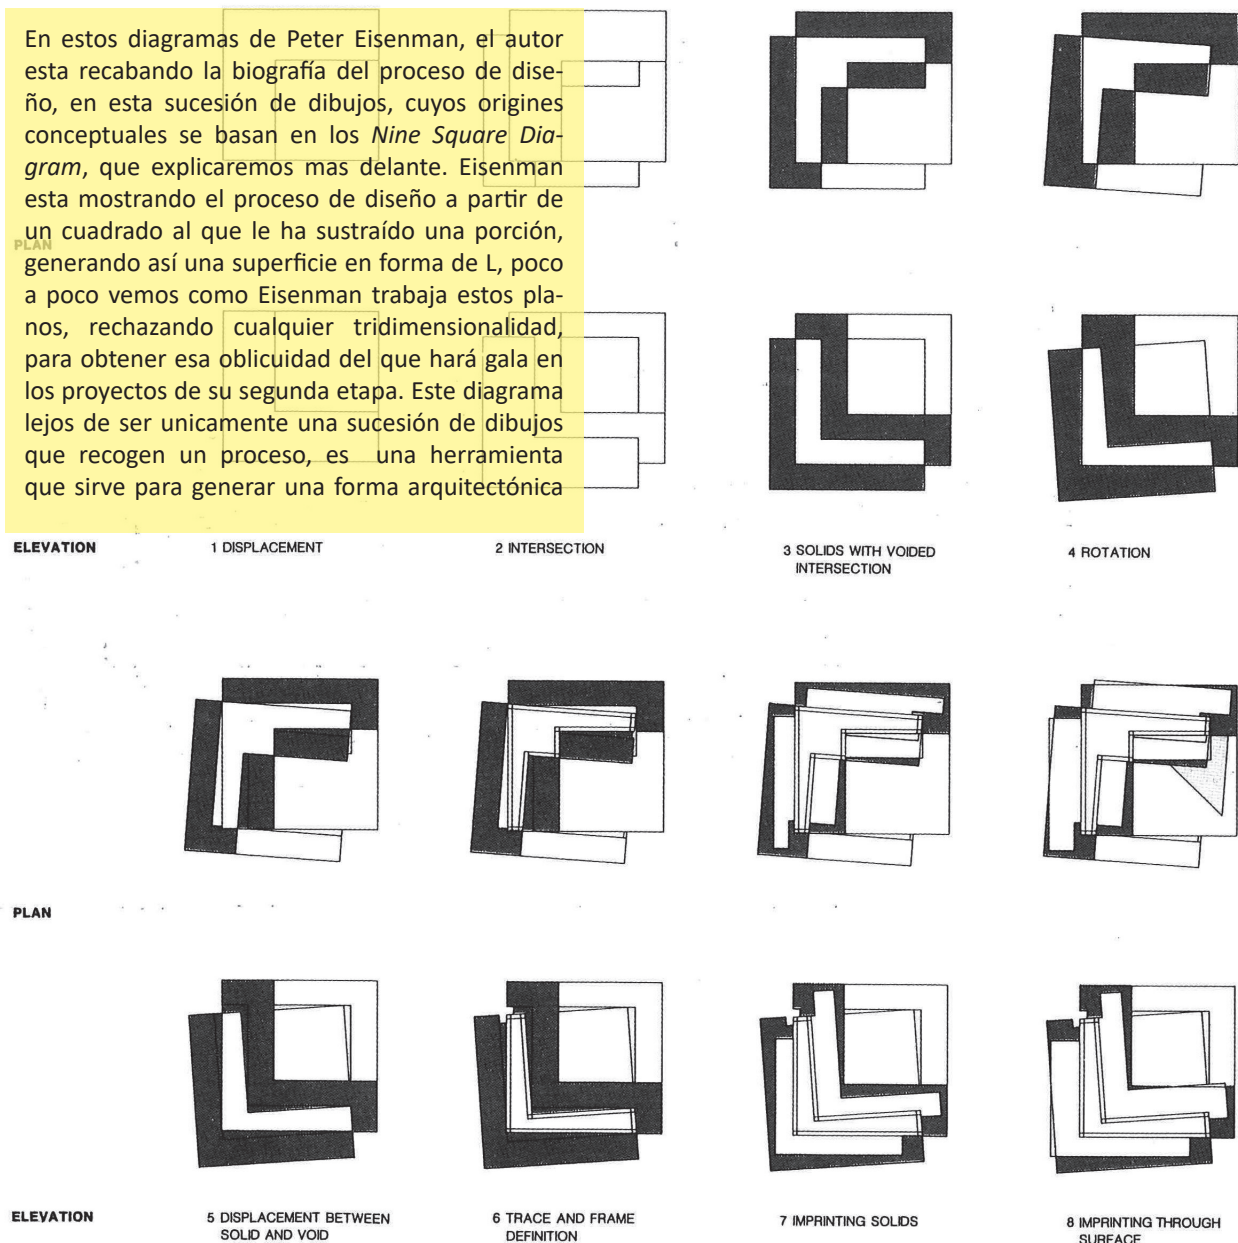 En estos diagramas de Peter Eisenman, el autor
esta recabando la biografía del proceso de dise-
ño, en esta sucesión de dibujos, cuyos origines
conceptuales se basan en los Nine Square Dia-
gram, que explicaremos mas delante. Eisenman
esta mostrando el proceso de diseño a partir de
un cuadrado al que le ha sustraído una porción,
generando así una superficie en forma de L, poco
a poco vemos como Eisenman trabaja estos pla-
nos, rechazando cualquier tridimensionalidad,
para obtener esa oblicuidad del que hará gala en
los proyectos de su segunda etapa. Este diagrama
lejos de ser unicamente una sucesión de dibujos
que recogen un proceso, es una herramienta
que sirve para generar una forma arquitectónica
PLAN
ELEVATION
1 DISPLACEMENT
2 INTERSECTION
3 SOLIDS WITH VOIDED
INTERSECTION
4 ROTATION
PLAN
ELEVATION
5 DISPLACEMENT BETWEEN
SOLID AND VOID
6 TRACE AND FRAME
DEFINITION
7 IMPRINTING SOLIDS
8 IMPRINTING THROUGH
SURFACE